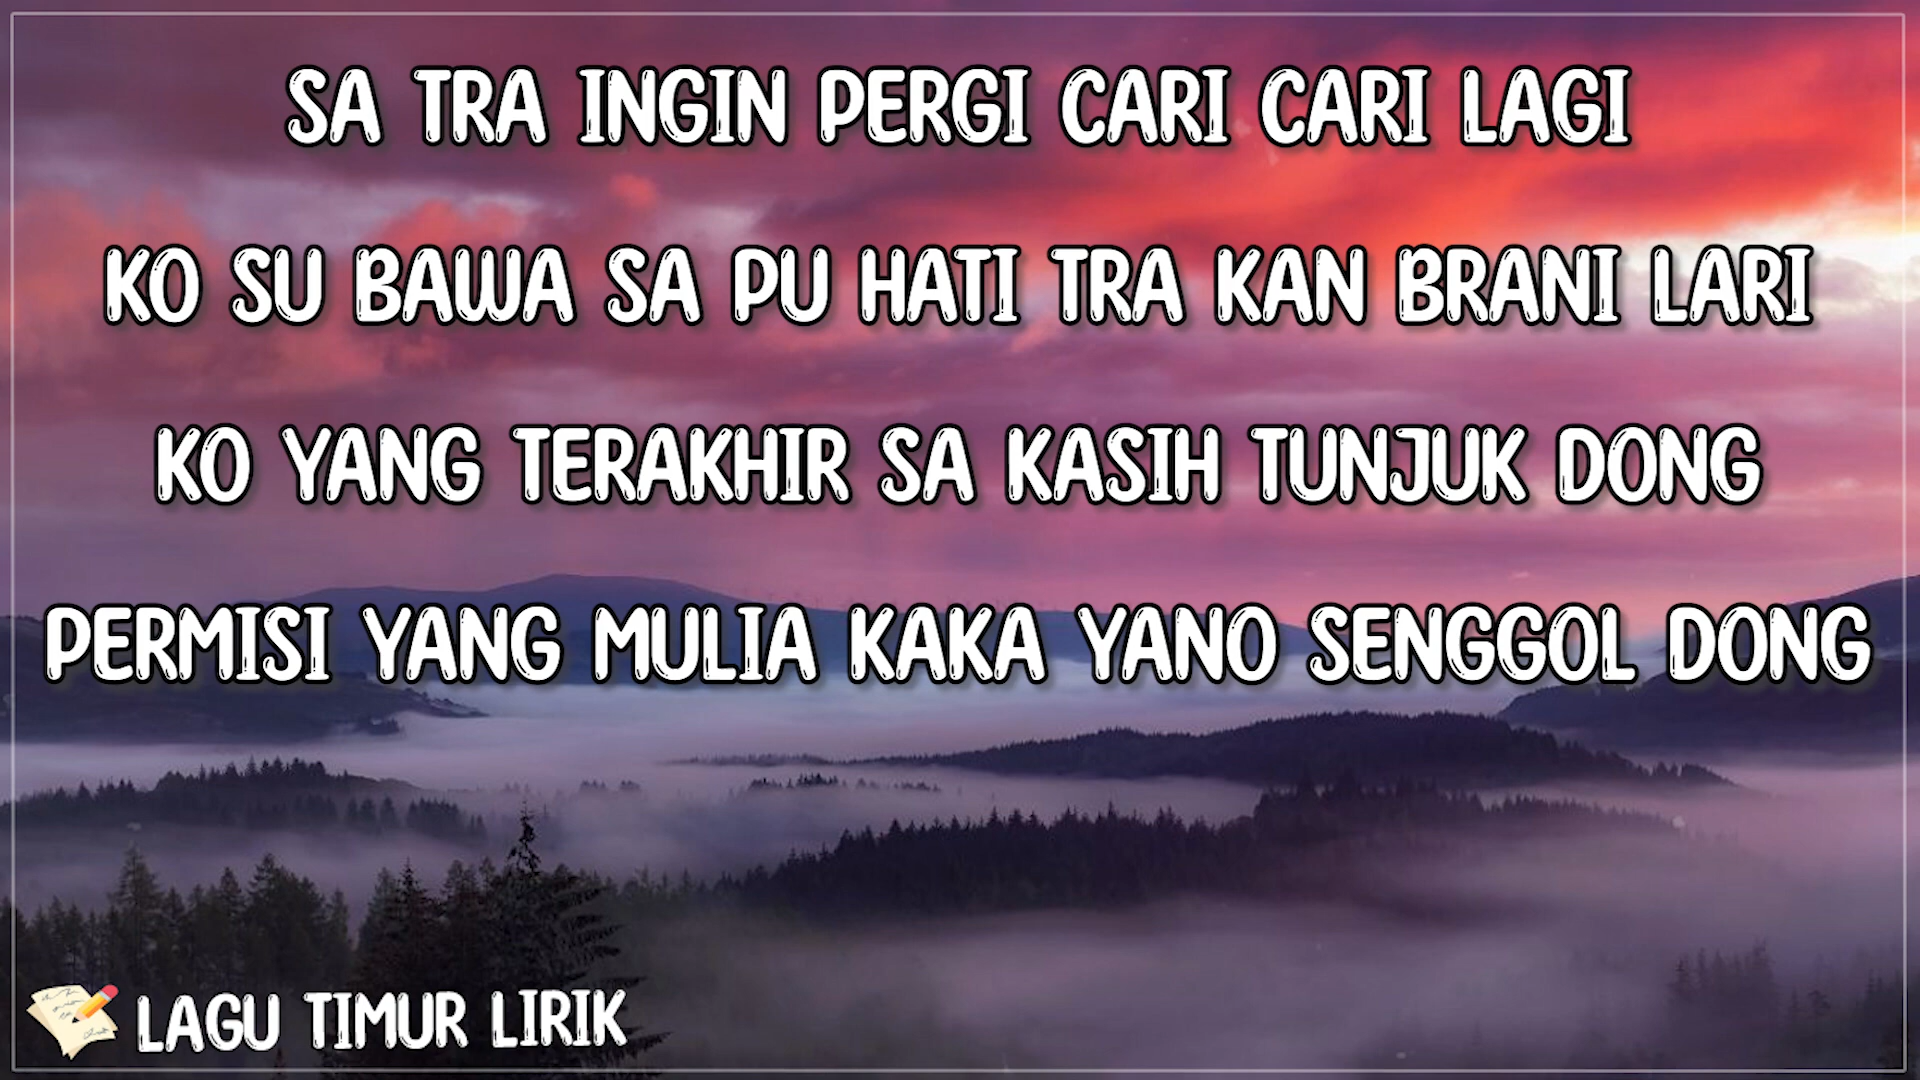 SA TRA INGIN PERGI CARI CARI LAGI
KO SU BAWA SA PU HATI TRA KAN BRANI LARI
KO YANG TERAKHIR SA KASIH TUNJUK DONG
PERMISI YANG MULIA KAKA YANO SENGGOL DONG
LAGU TIMUR LIRIK